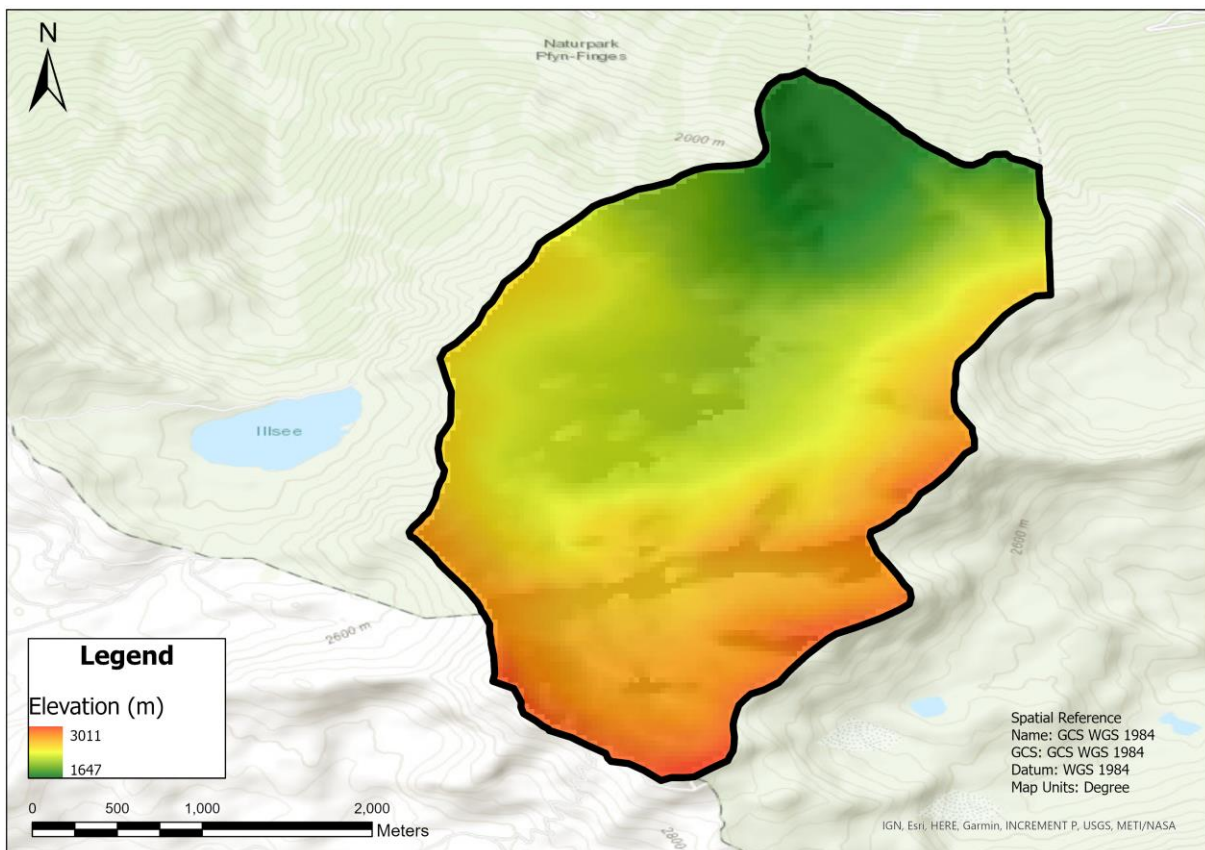 N
Naturpark
Pfyn-Finges
2000 m
Illsee
2600 m
2600 m
Legend
Elevation (m)
3011
1647
0 500 1,000 2,000
Meters
2800 m
Spatial Reference
Name: GCS WGS 1984
GCS: GCS WGS 1984
Datum: WGS 1984
Map Units: Degree
IGN, Esri, HERE, Garmin, INCREMENT P, USGS, METI/NASA